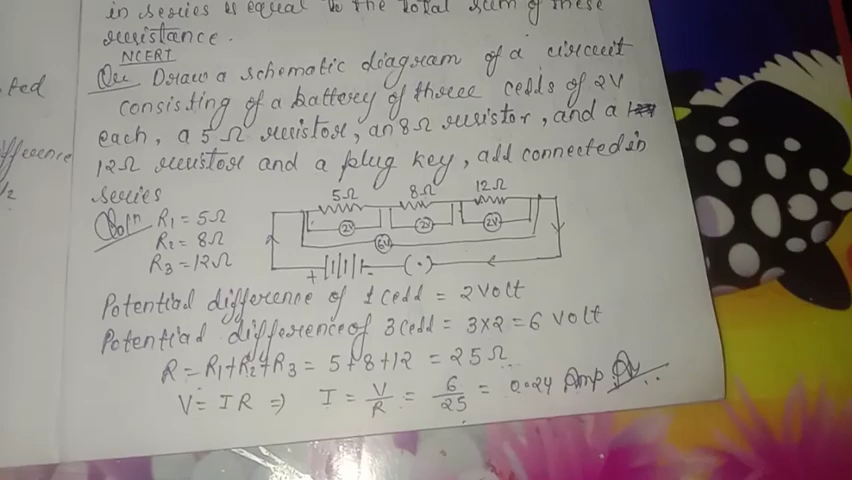 in series is equal to the total sum of these
resistance.
NCERT
Qu. Draw a schematic diagram of a circuit
consisting of a battery of three cells of 2V
each, a 5Ω resistor, an 8Ω resistor, and a
12Ω resistor and a plug key, all connected in
series
Soln R1 = 5Ω
R2 = 8Ω
R3 = 12Ω
5Ω 8Ω 12Ω
2V 2V 2V
6V
+ -
Potential difference of 1 cell = 2 volt
Potential difference of 3 cell = 3×2 = 6 volt
R = R1+R2+R3 = 5+8+12 = 25Ω
V = IR ⇒ I = V/R = 6/25 = 0.24 Amp